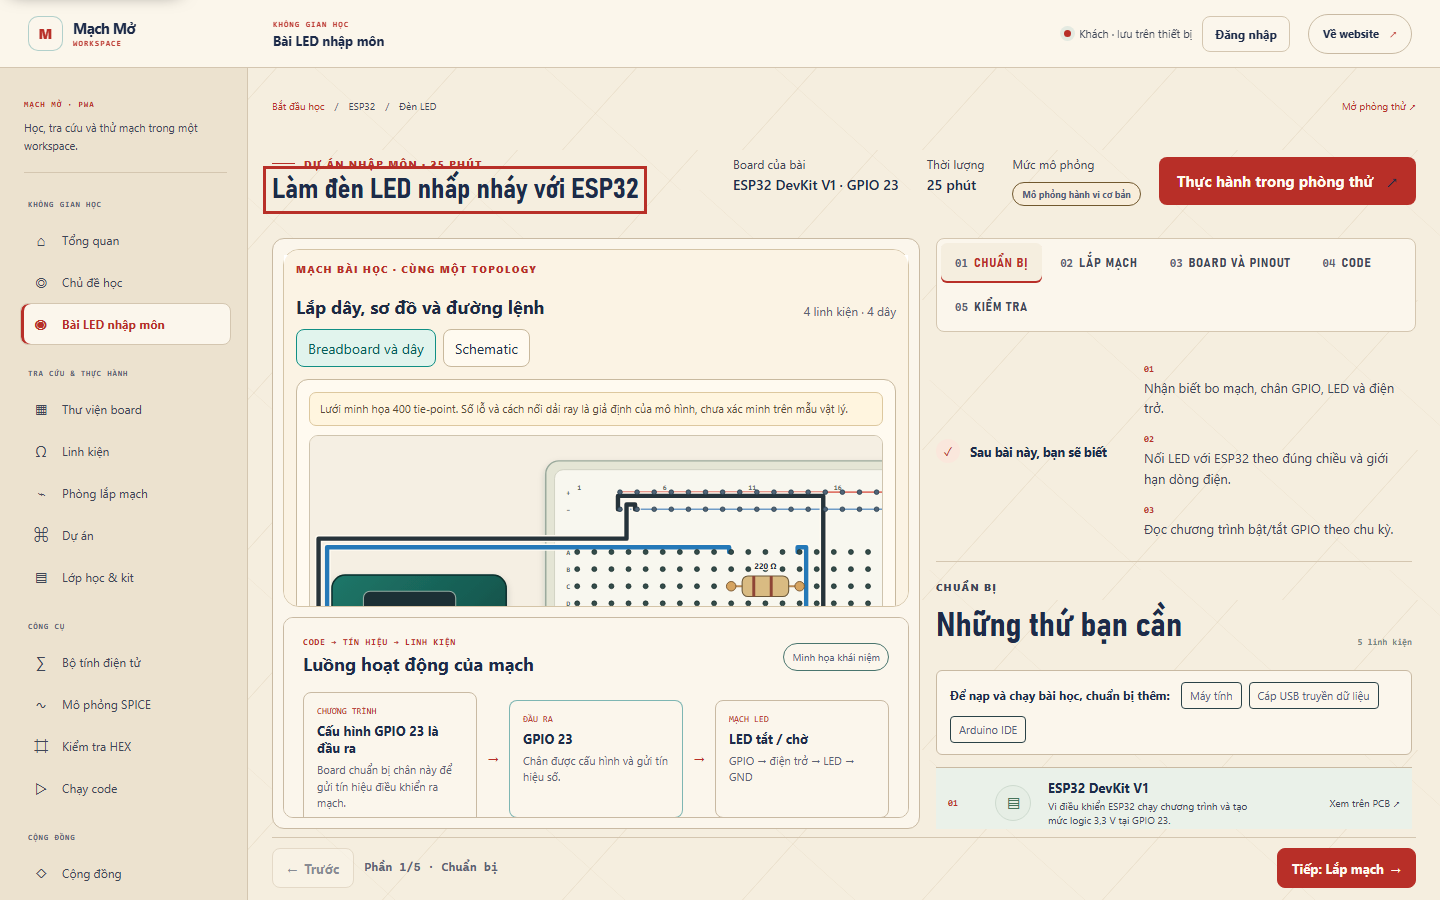 M
Mạch Mở
WORKSPACE
KHÔNG GIAN HỌC
Bài LED nhập môn
Khách · lưu trên thiết bị
Đăng nhập
Về website ↗
MẠCH MỞ · PWA
Học, tra cứu và thử mạch trong một
workspace.
KHÔNG GIAN HỌC
Tổng quan
Chủ đề học
Bài LED nhập môn
TRA CỨU & THỰC HÀNH
Thư viện board
Linh kiện
Phòng lắp mạch
Dự án
Lớp học & kit
CÔNG CỤ
Bộ tính điện tử
Mô phỏng SPICE
Kiểm tra HEX
Chạy code
CỘNG ĐỒNG
Cộng đồng
Bắt đầu học / ESP32 / Đèn LED
Mở phòng thử ↗
DỰ ÁN NHẬP MÔN · 25 PHÚT
Làm đèn LED nhấp nháy với ESP32
Board của bài
ESP32 DevKit V1 · GPIO 23
Thời lượng
25 phút
Mức mô phỏng
Mô phỏng hành vi cơ bản
Thực hành trong phòng thử ↗
MẠCH BÀI HỌC · CÙNG MỘT TOPOLOGY
Lắp dây, sơ đồ và đường lệnh
4 linh kiện · 4 dây
Breadboard và dây
Schematic
Lưới minh họa 400 tie-point. Số lỗ và cách nối dải ray là giả định của mô hình, chưa xác minh trên mẫu vật lý.
1 6 11 16
+
-
A
B
C
D
220 Ω
CODE → TÍN HIỆU → LINH KIỆN
Luồng hoạt động của mạch
Minh họa khái niệm
CHƯƠNG TRÌNH
Cấu hình GPIO 23 là
đầu ra
Board chuẩn bị chân này để
gửi tín hiệu điều khiển ra
mạch.
→
ĐẦU RA
GPIO 23
Chân được cấu hình và gửi tín
hiệu số.
→
MẠCH LED
LED tắt / chờ
GPIO → điện trở → LED →
GND
01 CHUẨN BỊ
02 LẮP MẠCH
03 BOARD VÀ PINOUT
04 CODE
05 KIỂM TRA
✓ Sau bài này, bạn sẽ biết
01
Nhận biết bo mạch, chân GPIO, LED và điện
trở.
02
Nối LED với ESP32 theo đúng chiều và giới
hạn dòng điện.
03
Đọc chương trình bật/tắt GPIO theo chu kỳ.
CHUẨN BỊ
Những thứ bạn cần
5 linh kiện
Để nạp và chạy bài học, chuẩn bị thêm:
Máy tính
Cáp USB truyền dữ liệu
Arduino IDE
01
ESP32 DevKit V1
Vi điều khiển ESP32 chạy chương trình và tạo
mức logic 3,3 V tại GPIO 23.
Xem trên PCB ↗
← Trước
Phần 1/5 · Chuẩn bị
Tiếp: Lắp mạch →